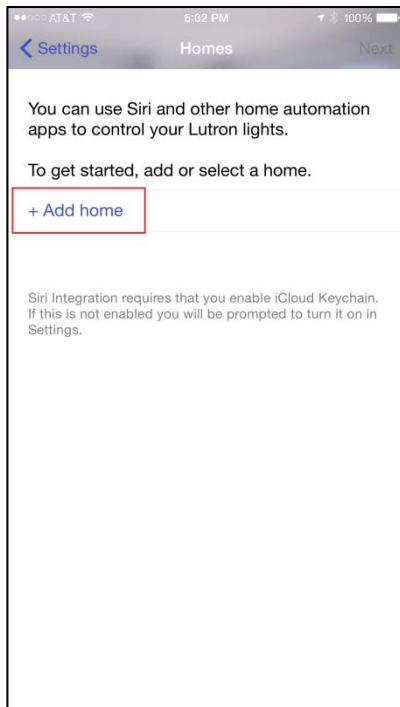 AT&T 5:02 PM 100%
Settings Homes Next
You can use Siri and other home automation
apps to control your Lutron lights.
To get started, add or select a home.
+ Add home
Siri Integration requires that you enable iCloud Keychain.
If this is not enabled you will be prompted to turn it on in
Settings.